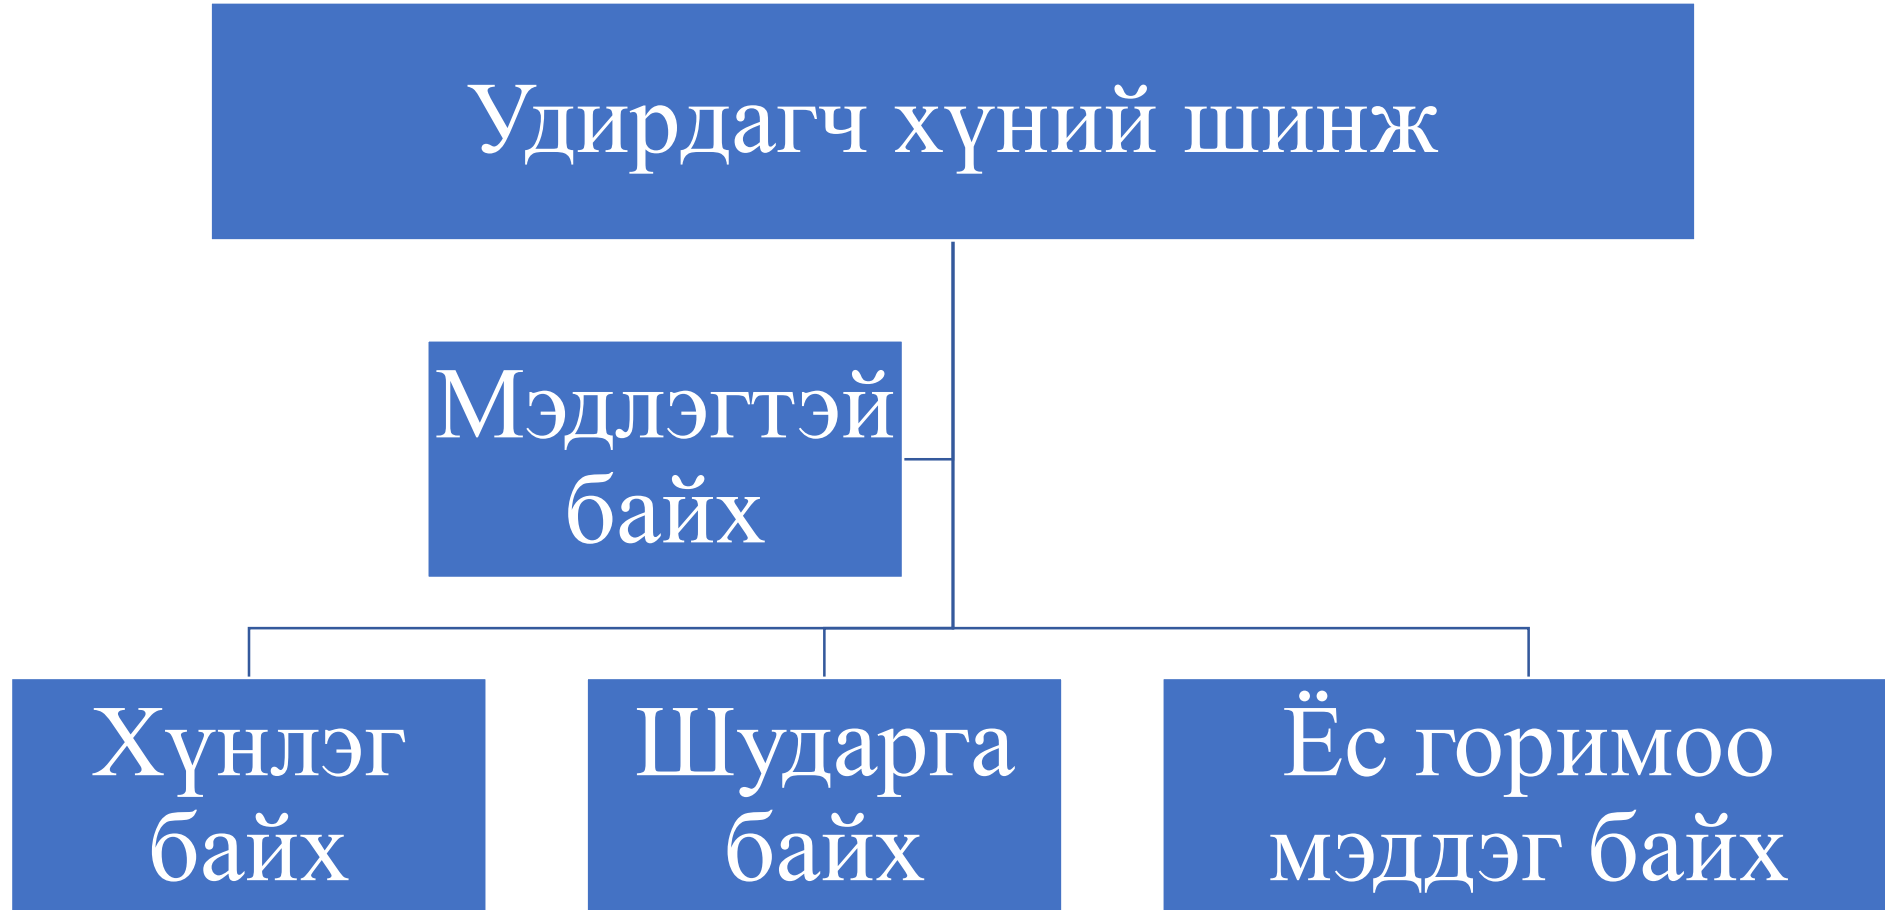 Удирдагч хүний шинж
Мэдлэгтэй
байх
Хүнлэг
байх
Шударга
байх
Ёс горимоо
мэддэг байх